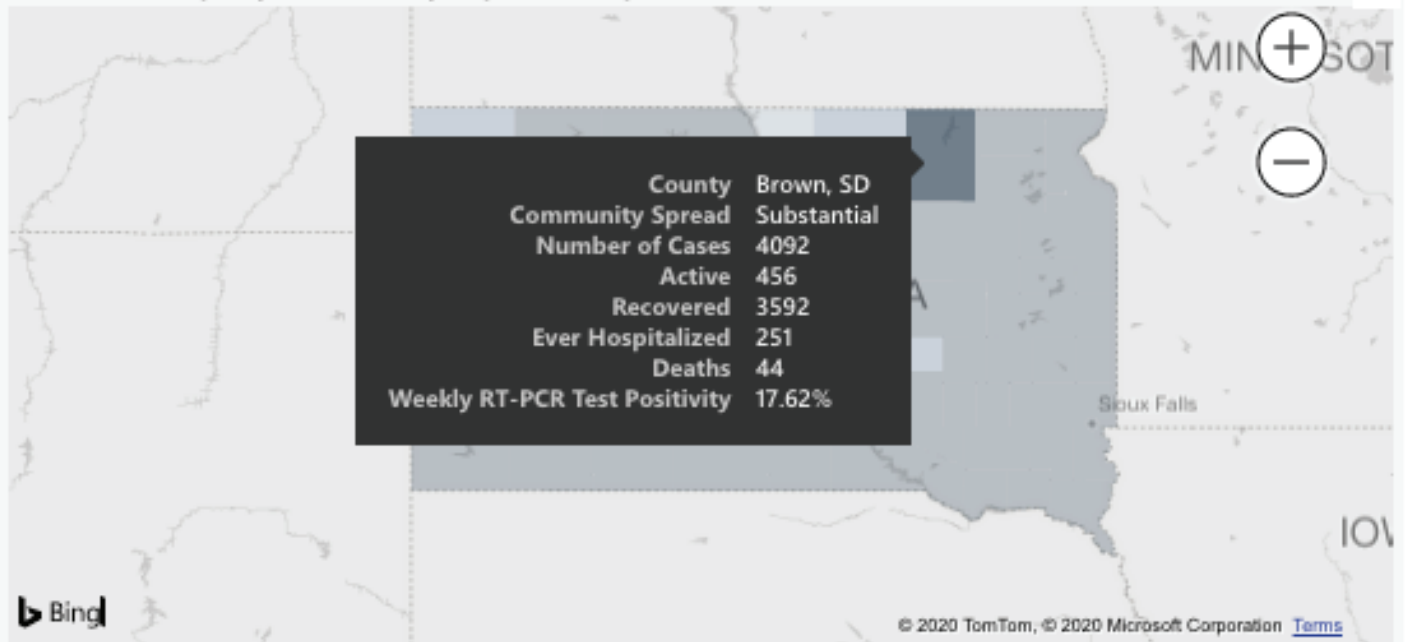 MIN SOT
County Brown, SD
Community Spread Substantial
Number of Cases 4092
Active 456
Recovered 3592
Ever Hospitalized 251
Deaths 44
Weekly RT-PCR Test Positivity 17.62%
A
Sioux Falls
IOW
Bing
© 2020 TomTom, © 2020 Microsoft Corporation Terms